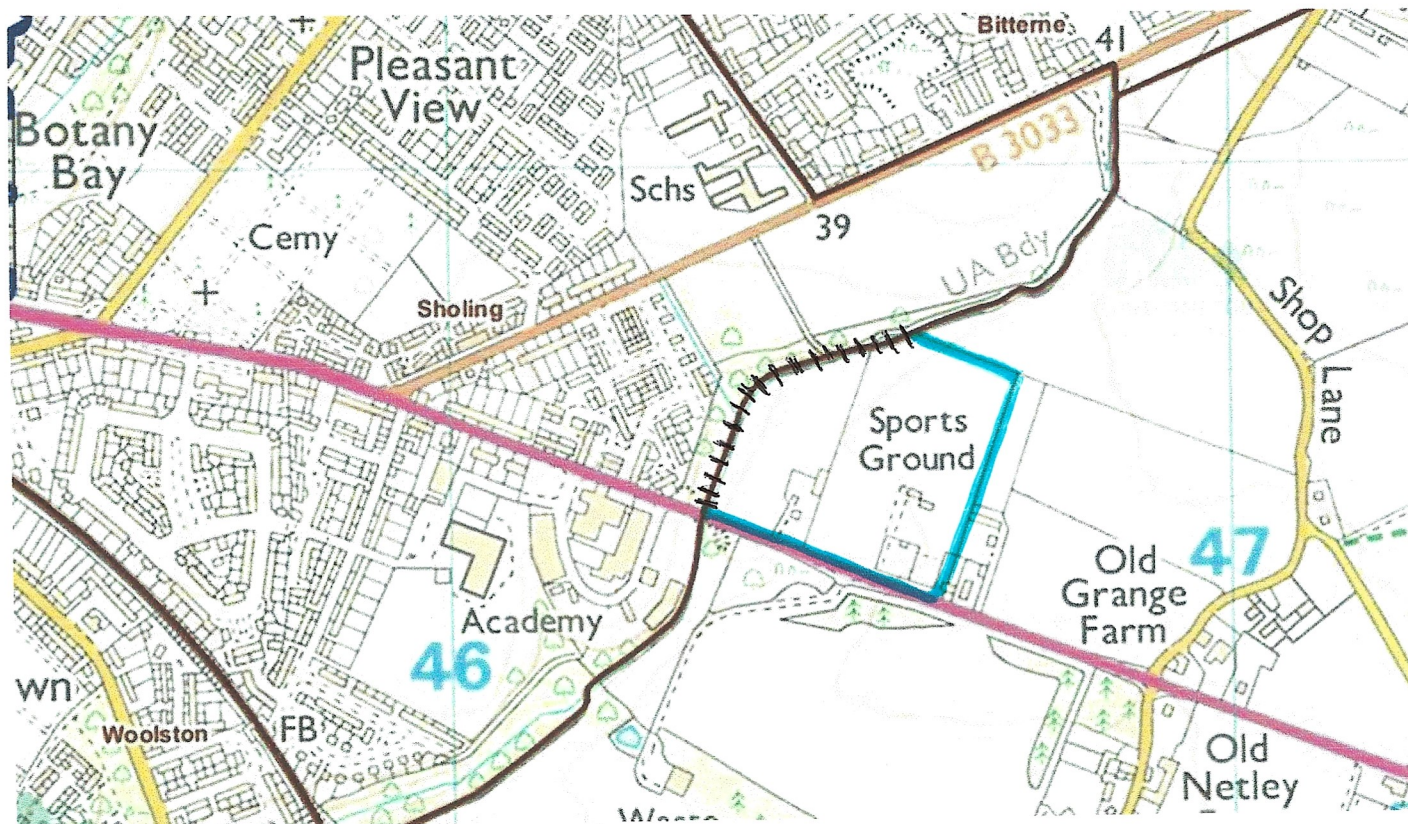 Bitterne
41
Pleasant
View
B 3033
Botany
Bay
Schs
39
Cemy
UA Bdy
Sholing
Shop
Lane
Sports
Ground
47
Old
Grange
Farm
Academy
46
wn
Woolston
FB
Old
Netley